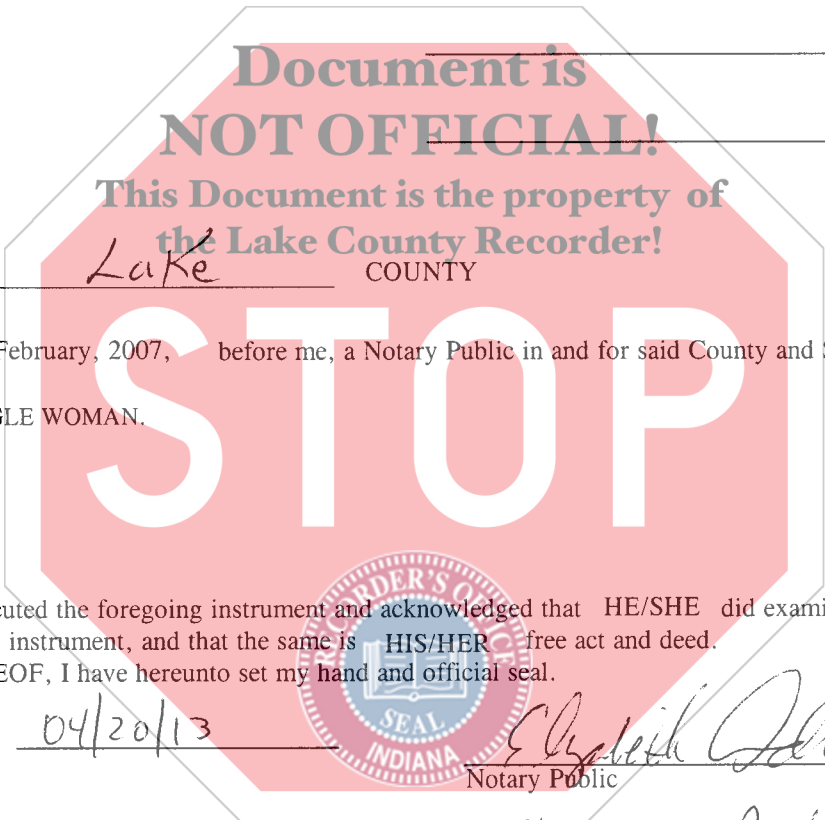 Document is
NOT OFFICIAL!
This Document is the property of
the Lake County Recorder!
Lake COUNTY
STOP
February, 2007, before me, a Notary Public in and for said County and S
GLE WOMAN.
cuted the foregoing instrument and acknowledged that HE/SHE did exami
instrument, and that the same is HIS/HER free act and deed.
EOF, I have hereunto set my hand and official seal.
RECORDER'S OFFICE
SEAL
INDIANA
04/20/13
Elizabeth
Notary Public